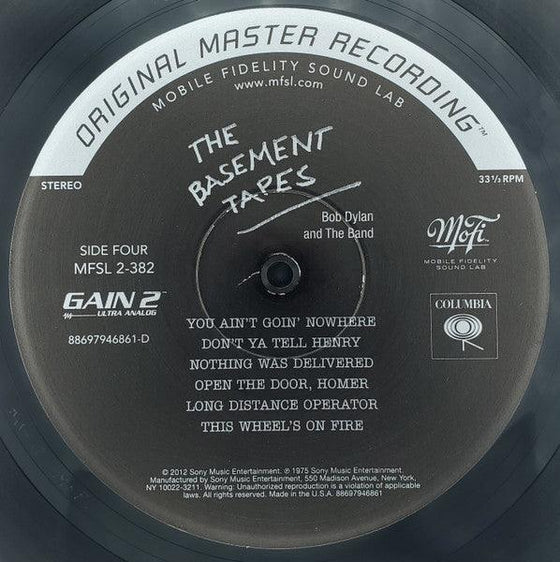 ORIGINAL MASTER RECORDING™
MOBILE FIDELITY SOUND LAB
www.mfsl.com
THE
BASEMENT
TAPES
Bob Dylan
and The Band
STEREO
33 1/3 RPM
SIDE FOUR
MFSL 2-382
GAIN 2™
ULTRA ANALOG
88697946861-D
MoFi
MOBILE FIDELITY
SOUND LAB
COLUMBIA
YOU AIN'T GOIN' NOWHERE
DON'T YA TELL HENRY
NOTHING WAS DELIVERED
OPEN THE DOOR, HOMER
LONG DISTANCE OPERATOR
THIS WHEEL'S ON FIRE
© 2012 Sony Music Entertainment. ℗ 1975 Sony Music Entertainment.
Manufactured by Sony Music Entertainment, 550 Madison Avenue, New York,
NY 10022-3211. Warning: Unauthorized reproduction is a violation of applicable
laws. All rights reserved. Made in the U.S.A. 88697946861